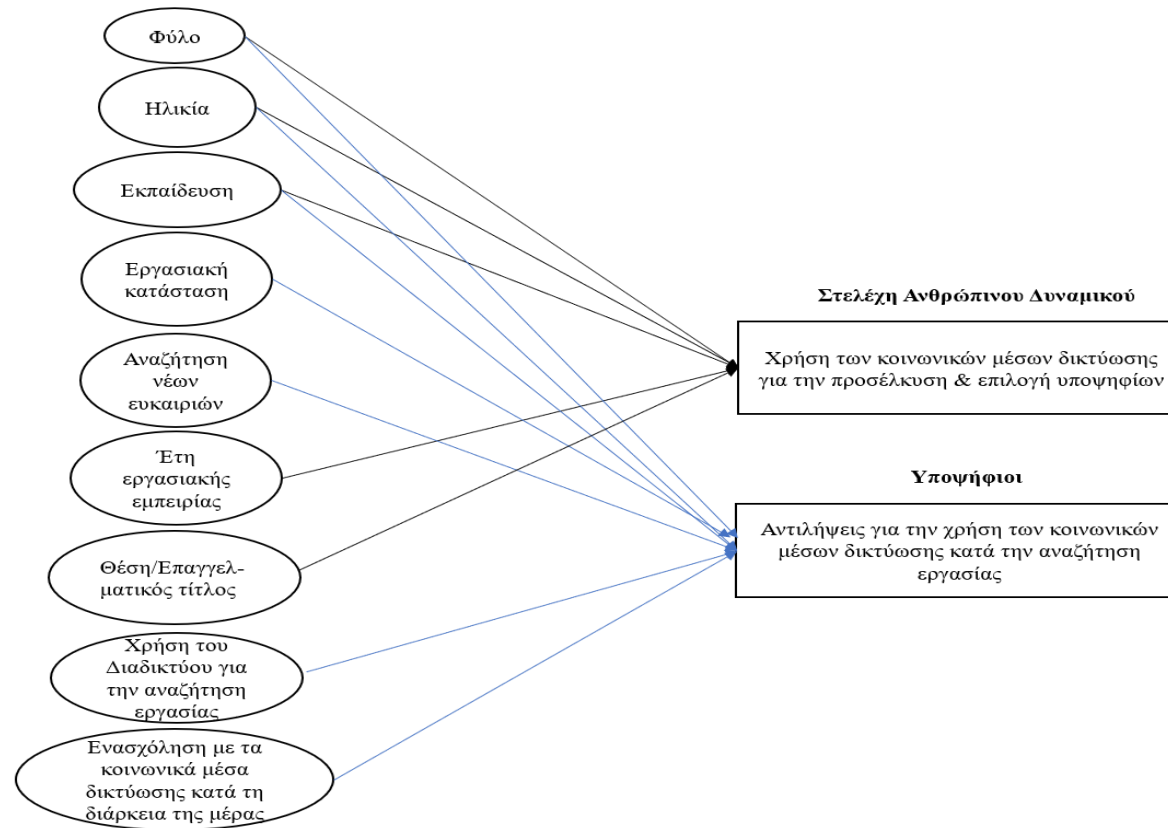 Φύλο
Ηλικία
Εκπαίδευση
Εργασιακή
κατάσταση
Αναζήτηση
νέων
ευκαιριών
Έτη
εργασιακής
εμπειρίας
Θέση/Επαγγελ-
ματικός τίτλος
Χρήση του
Διαδικτύου για
την αναζήτηση
εργασίας
Ενασχόληση με τα
κοινωνικά μέσα
δικτύωσης κατά τη
διάρκεια της μέρας
Στελέχη Ανθρώπινου Δυναμικού
Χρήση των κοινωνικών μέσων δικτύωσης
για την προσέλκυση & επιλογή υποψηφίων
Υποψήφιοι
Αντιλήψεις για την χρήση των κοινωνικών
μέσων δικτύωσης κατά την αναζήτηση
εργασίας